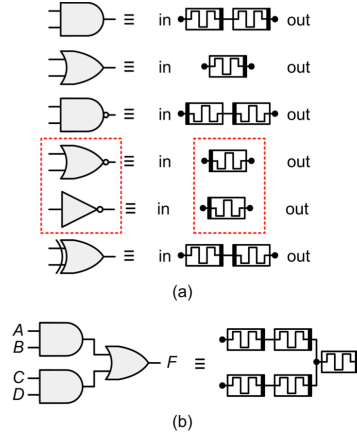 ≡ in out
≡ in out
≡ in out
≡ in out
≡ in out
≡ in out
(a)
A
B
C
D
F ≡
(b)